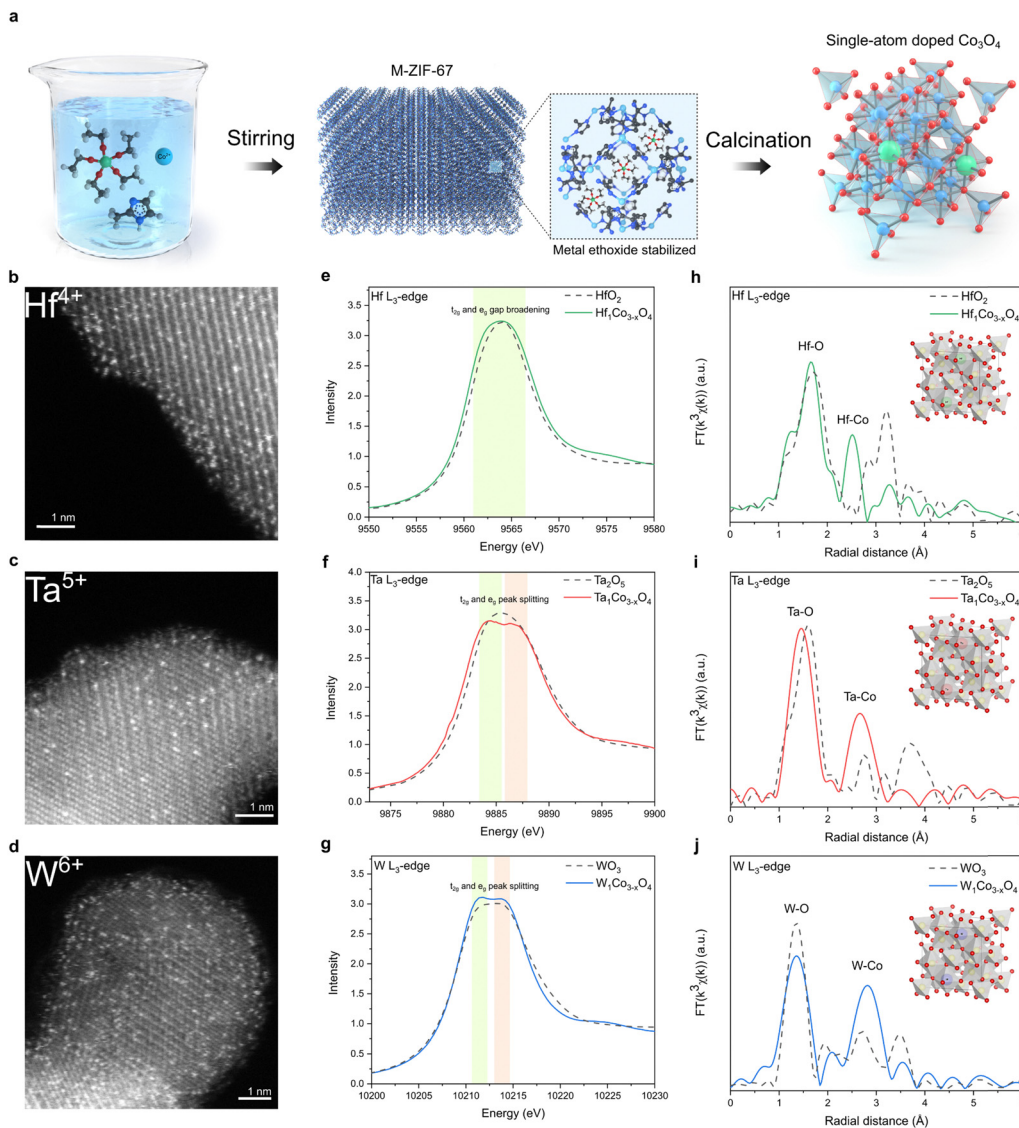 a
Single-atom doped Co₃O₄
M-ZIF-67
Stirring
Calcination
Co²⁺
Metal ethoxide stabilized
b
Hf⁴⁺
1 nm
c
Ta⁵⁺
1 nm
d
W⁶⁺
1 nm
e
Hf L₃-edge
HfO₂
Hf₁Co₃₋ₓO₄
t₂g and e_g gap broadening
Intensity
3.5
3.0
2.5
2.0
1.5
1.0
0.5
0.0
9550 9555 9560 9565 9570 9575 9580
Energy (eV)
f
Ta L₃-edge
Ta₂O₅
Ta₁Co₃₋ₓO₄
t₂g and e_g peak splitting
Intensity
4.0
3.5
3.0
2.5
2.0
1.5
1.0
0.5
0.0
9875 9880 9885 9890 9895 9900
Energy (eV)
g
W L₃-edge
WO₃
W₁Co₃₋ₓO₄
t₂g and e_g peak splitting
Intensity
3.5
3.0
2.5
2.0
1.5
1.0
0.5
0.0
10200 10205 10210 10215 10220 10225 10230
Energy (eV)
h
Hf L₃-edge
HfO₂
Hf₁Co₃₋ₓO₄
Hf-O
Hf-Co
FT(k³χ(k)) (a.u.)
0 1 2 3 4 5
Radial distance (Å)
i
Ta L₃-edge
Ta₂O₅
Ta₁Co₃₋ₓO₄
Ta-O
Ta-Co
FT(k³χ(k)) (a.u.)
0 1 2 3 4 5
Radial distance (Å)
j
W L₃-edge
WO₃
W₁Co₃₋ₓO₄
W-O
W-Co
FT(k³χ(k)) (a.u.)
0 1 2 3 4 5
Radial distance (Å)